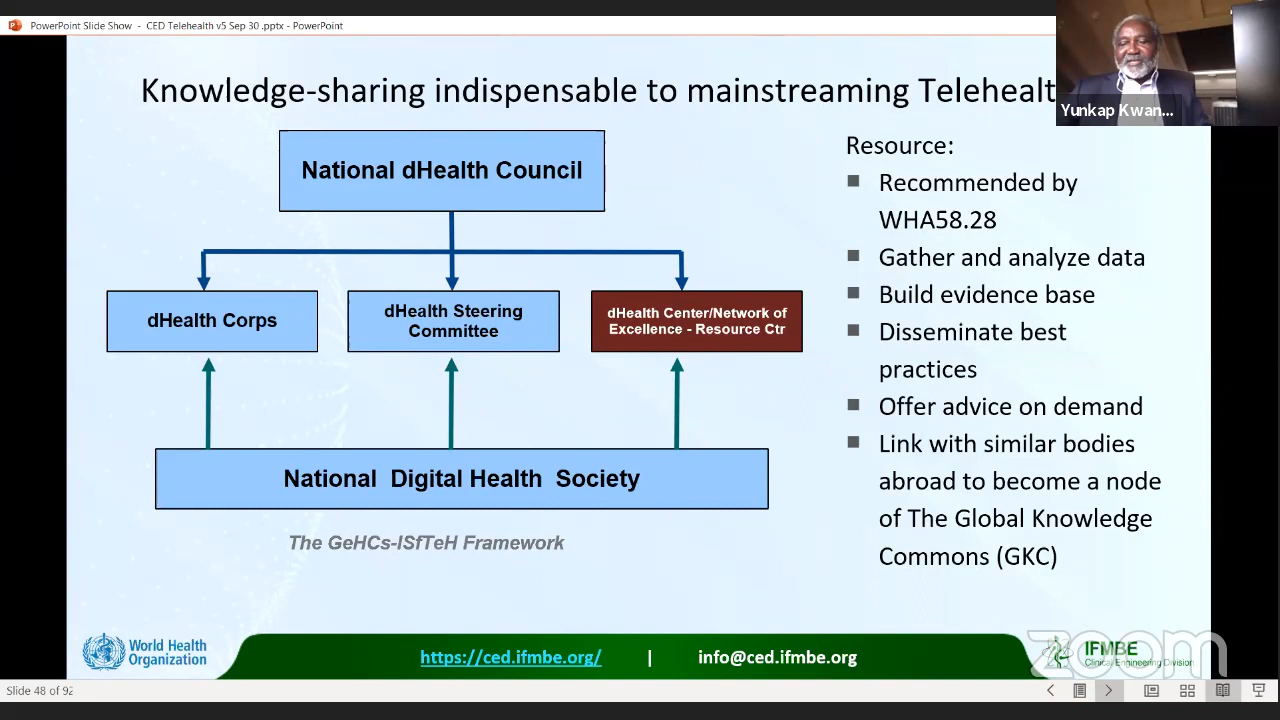 PowerPoint Slide Show - CED Telehealth v5 Sep 30 .pptx - PowerPoint
Yunkap Kwan...
Knowledge-sharing indispensable to mainstreaming Telehealt
National dHealth Council
dHealth Corps
dHealth Steering
Committee
dHealth Center/Network of
Excellence - Resource Ctr
National Digital Health Society
The GeHCs-ISfTeH Framework
Resource:
Recommended by
WHA58.28
Gather and analyze data
Build evidence base
Disseminate best
practices
Offer advice on demand
Link with similar bodies
abroad to become a node
of The Global Knowledge
Commons (GKC)
World Health
Organization
https://ced.ifmbe.org/ | info@ced.ifmbe.org
zoom
IFMBE
Clinical Engineering Division
Slide 48 of 92